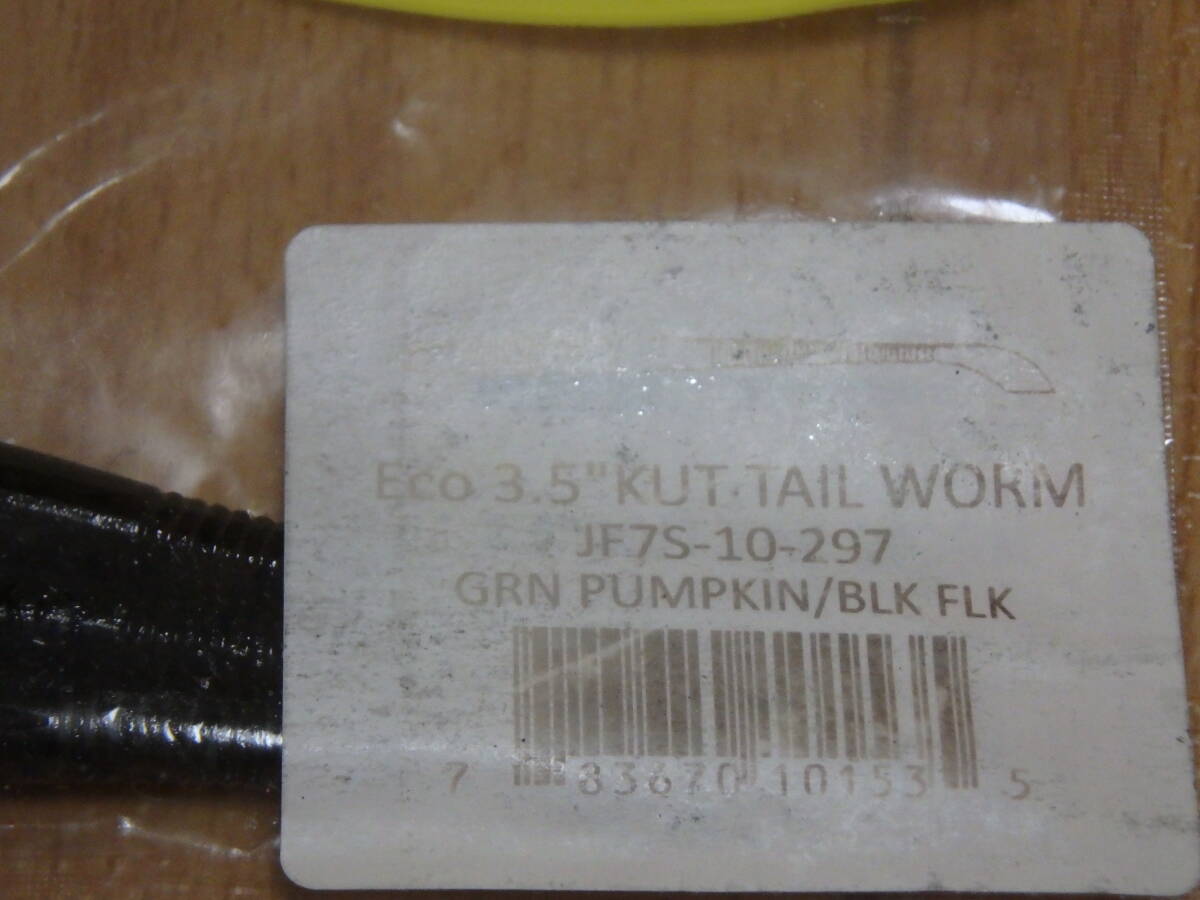 Eco 3.5" KUT TAIL WORM
JF7S-10-297
GRN PUMPKIN/BLK FLK
7 83670 10153 5